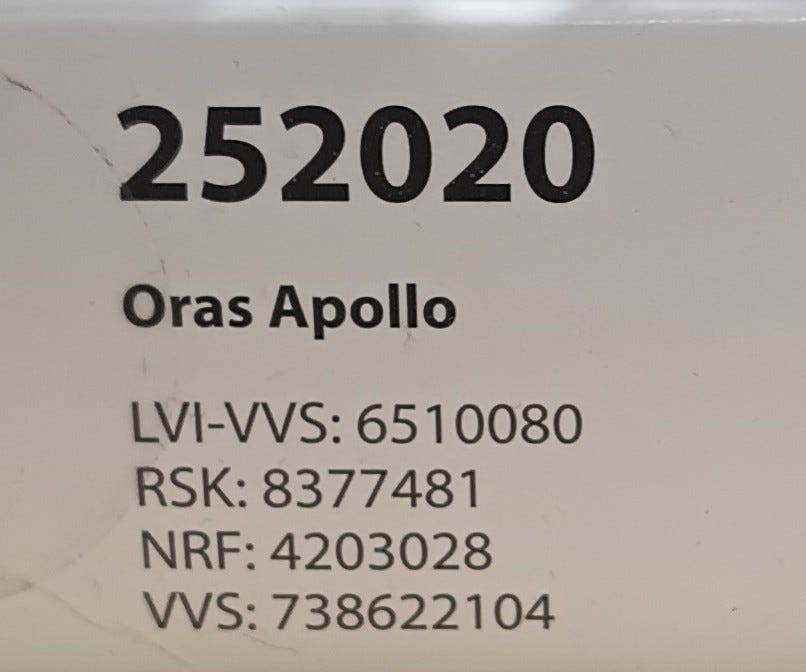 252020
Oras Apollo
LVI-VVS: 6510080
RSK: 8377481
NRF: 4203028
VVS: 738622104